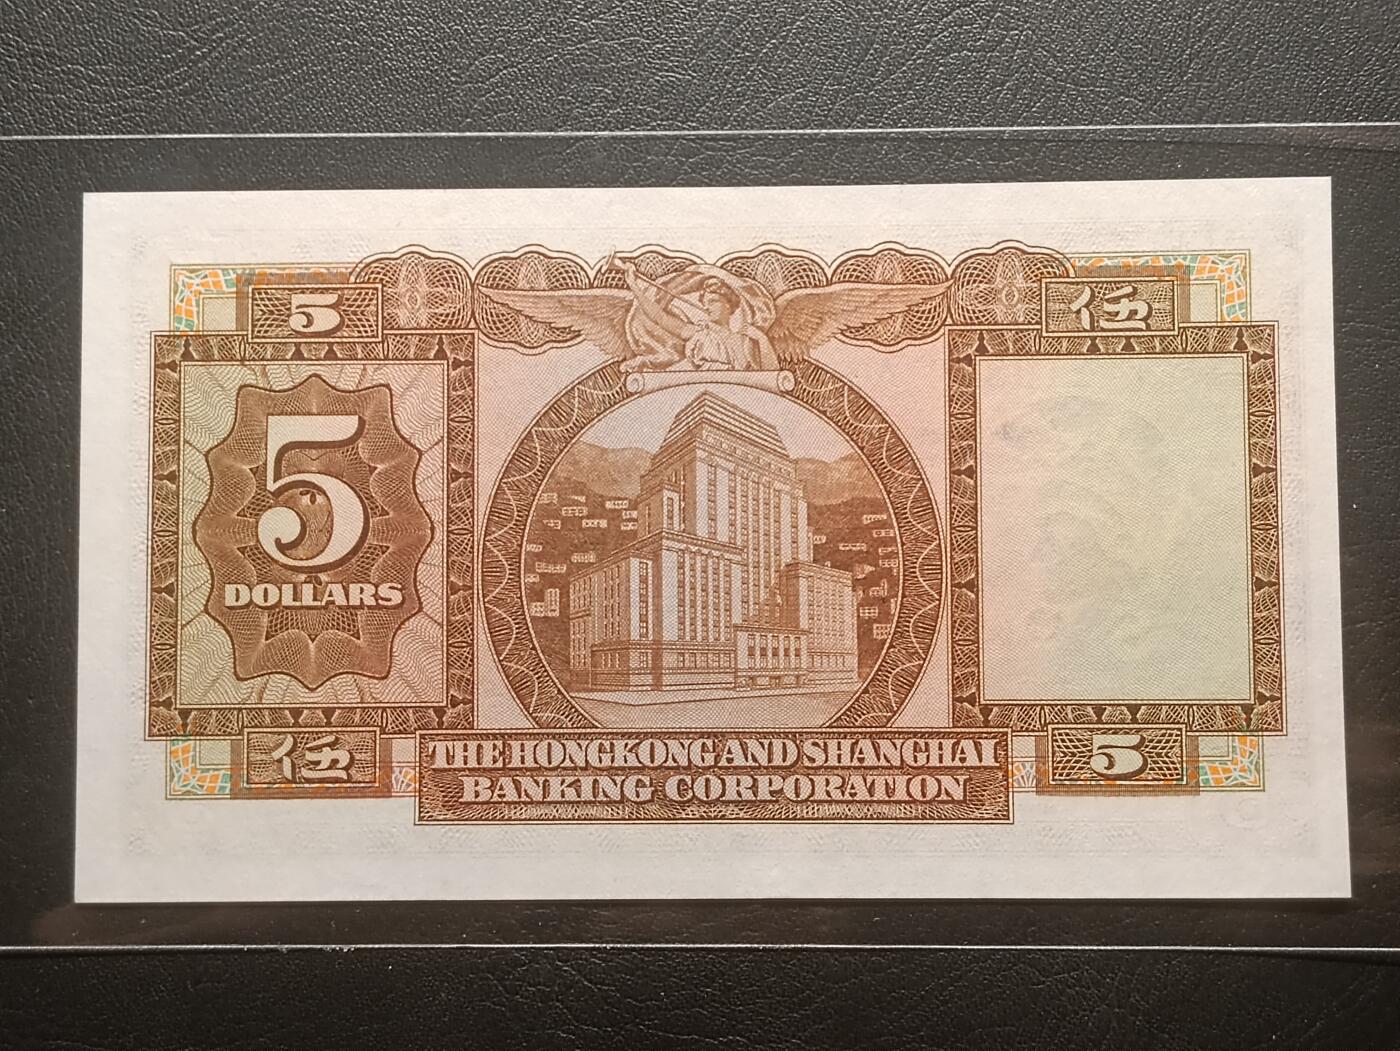 5
伍
5
DOLLARS
伍
5
THE HONGKONG AND SHANGHAI
BANKING CORPORATION